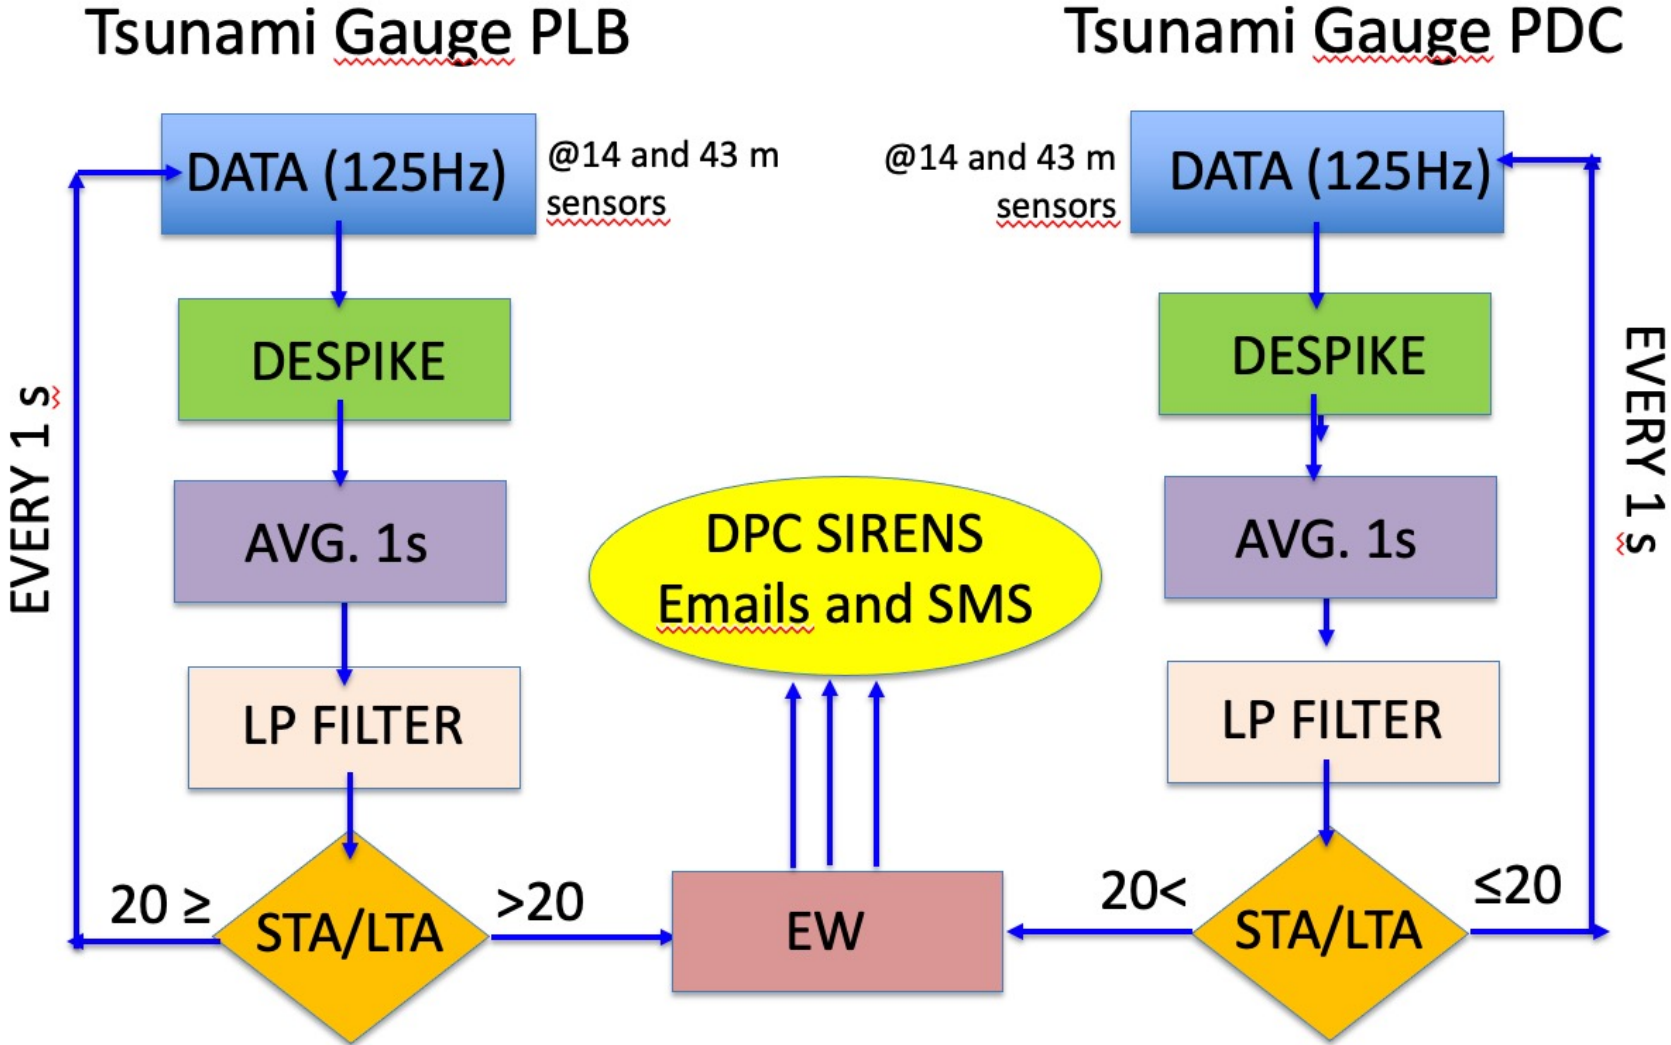 Tsunami Gauge PLB
DATA (125Hz)
@14 and 43 m
sensors
DESPIKE
AVG. 1s
LP FILTER
STA/LTA
20 ≥
>20
EVERY 1 s
DPC SIRENS
Emails and SMS
EW
Tsunami Gauge PDC
@14 and 43 m
sensors
DATA (125Hz)
DESPIKE
AVG. 1s
LP FILTER
20<
STA/LTA
≤20
EVERY 1 s